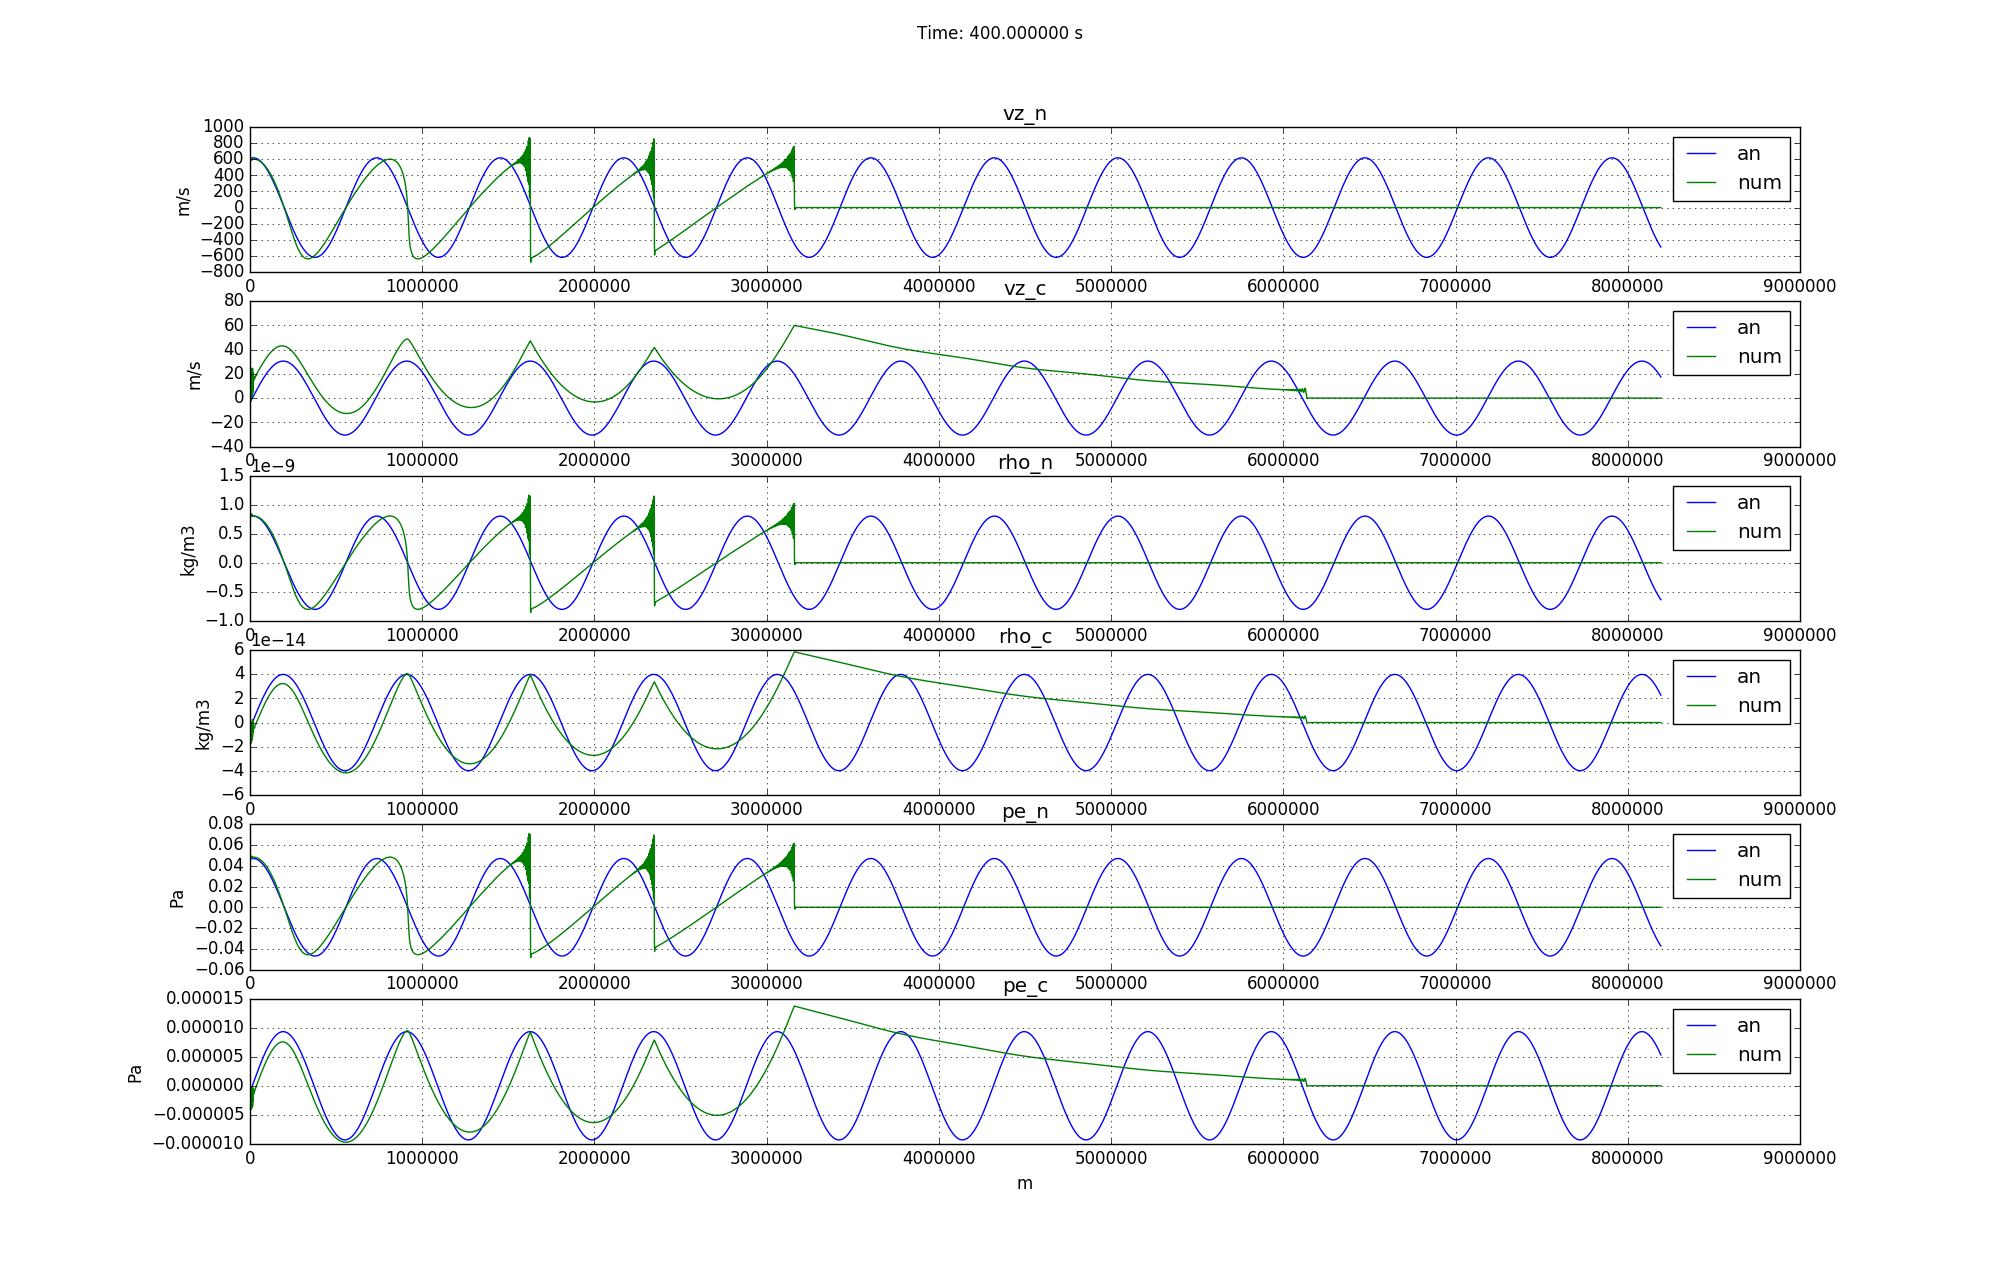 Time: 400.000000 s
vz_n
1000
800
600
400
200
0
−200
−400
−600
−800
m/s
an
num
0 1000000 2000000 3000000 4000000 5000000 6000000 7000000 8000000 9000000
vz_c
80
60
40
20
0
−20
−40
m/s
an
num
0 1000000 2000000 3000000 4000000 5000000 6000000 7000000 8000000 9000000
1e−9
rho_n
1.5
1.0
0.5
0.0
−0.5
−1.0
kg/m3
an
num
0 1000000 2000000 3000000 4000000 5000000 6000000 7000000 8000000 9000000
1e−14
rho_c
6
4
2
0
−2
−4
−6
kg/m3
an
num
0 1000000 2000000 3000000 4000000 5000000 6000000 7000000 8000000 9000000
pe_n
0.08
0.06
0.04
0.02
0.00
−0.02
−0.04
−0.06
Pa
an
num
0 1000000 2000000 3000000 4000000 5000000 6000000 7000000 8000000 9000000
pe_c
0.000015
0.000010
0.000005
0.000000
−0.000005
−0.000010
Pa
an
num
0 1000000 2000000 3000000 4000000 5000000 6000000 7000000 8000000 9000000
m